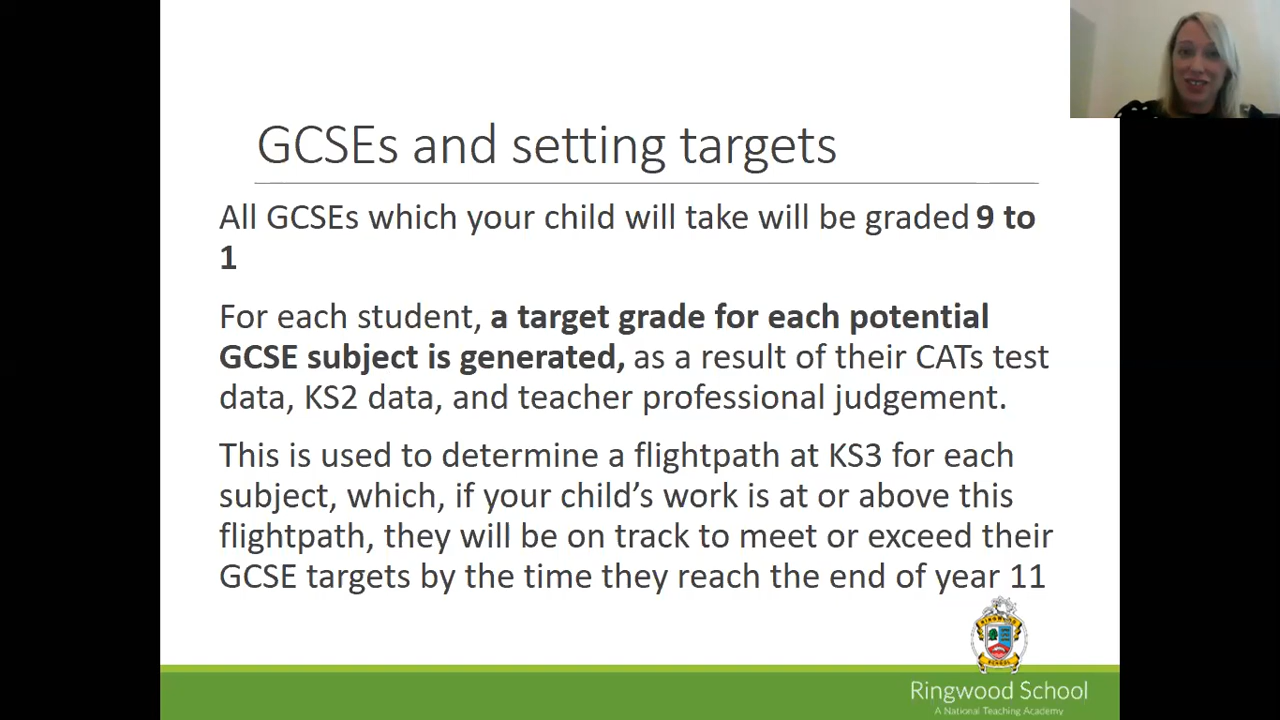 GCSEs and setting targets
All GCSEs which your child will take will be graded 9 to
1
For each student, a target grade for each potential
GCSE subject is generated, as a result of their CATs test
data, KS2 data, and teacher professional judgement.
This is used to determine a flightpath at KS3 for each
subject, which, if your child’s work is at or above this
flightpath, they will be on track to meet or exceed their
GCSE targets by the time they reach the end of year 11
RINGWOOD
SCHOOL
Ringwood School
A National Teaching Academy